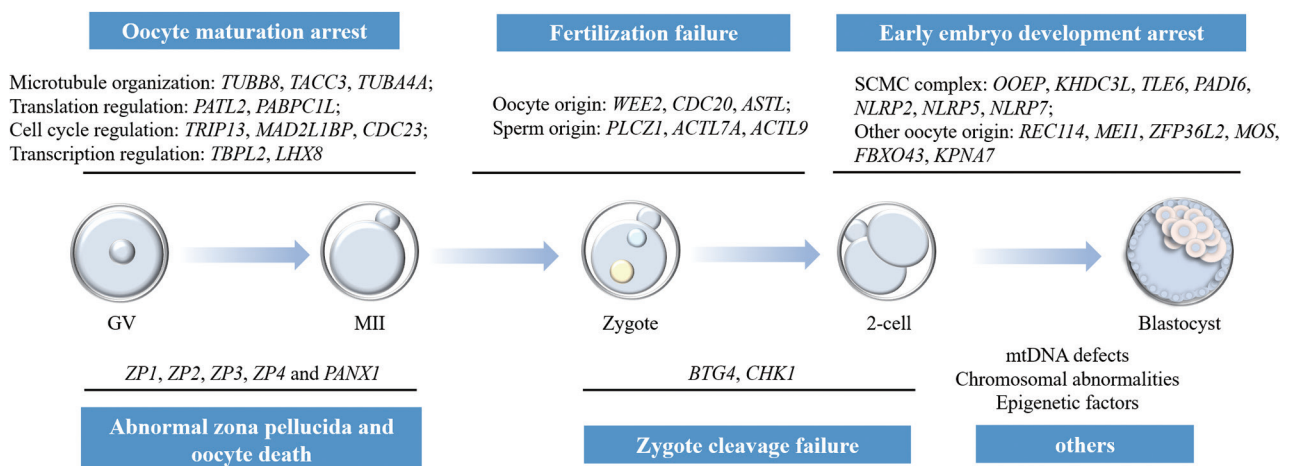 Oocyte maturation arrest
Microtubule organization: TUBB8, TACC3, TUBA4A;
Translation regulation: PATL2, PABPC1L;
Cell cycle regulation: TRIP13, MAD2L1BP, CDC23;
Transcription regulation: TBPL2, LHX8
Fertilization failure
Oocyte origin: WEE2, CDC20, ASTL;
Sperm origin: PLCZ1, ACTL7A, ACTL9
Early embryo development arrest
SCMC complex: OOEP, KHDC3L, TLE6, PADI6,
NLRP2, NLRP5, NLRP7;
Other oocyte origin: REC114, MEI1, ZFP36L2, MOS,
FBXO43, KPNA7
GV
MII
Zygote
2-cell
Blastocyst
ZP1, ZP2, ZP3, ZP4 and PANX1
Abnormal zona pellucida and
oocyte death
BTG4, CHK1
Zygote cleavage failure
mtDNA defects
Chromosomal abnormalities
Epigenetic factors
others